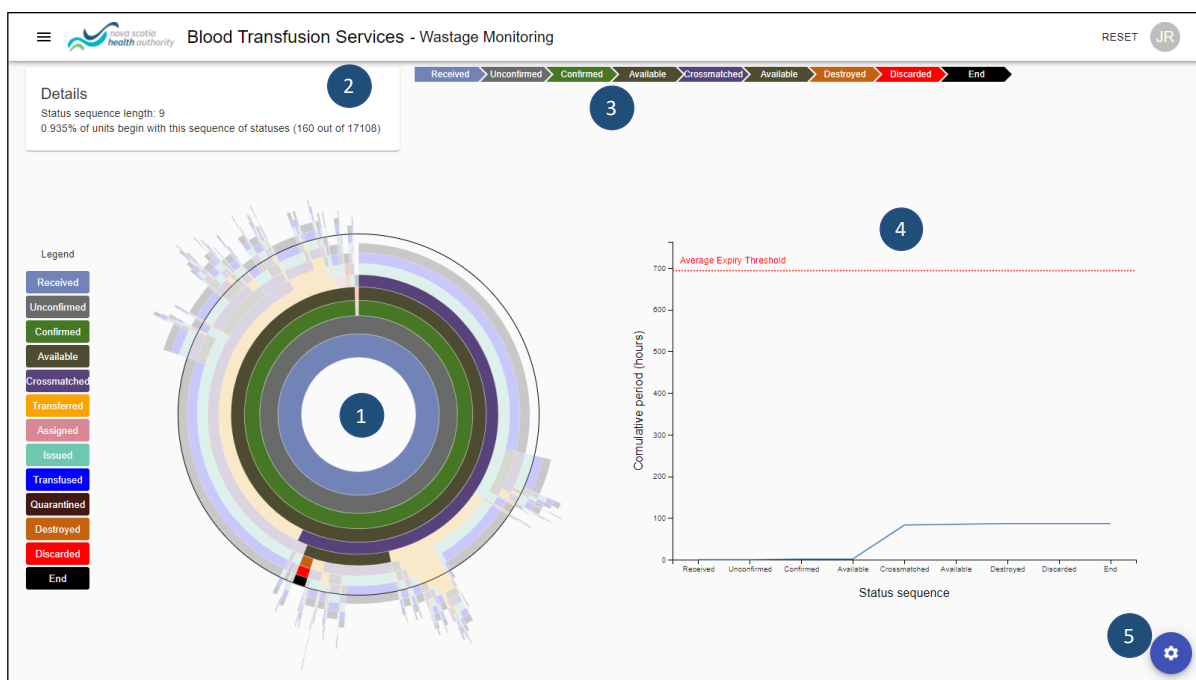 nova scotia
health authority
Blood Transfusion Services - Wastage Monitoring
RESET
JR
Details
Status sequence length: 9
0.935% of units begin with this sequence of statuses (160 out of 17108)
2
Received
Unconfirmed
Confirmed
Available
Crossmatched
Available
Destroyed
Discarded
End
3
Legend
Received
Unconfirmed
Confirmed
Available
Crossmatched
Transferred
Assigned
Issued
Transfused
Quarantined
Destroyed
Discarded
End
1
4
Average Expiry Threshold
Comulative period (hours)
700
600
500
400
300
200
100
0
Received
Unconfirmed
Confirmed
Available
Crossmatched
Available
Destroyed
Discarded
End
Status sequence
5